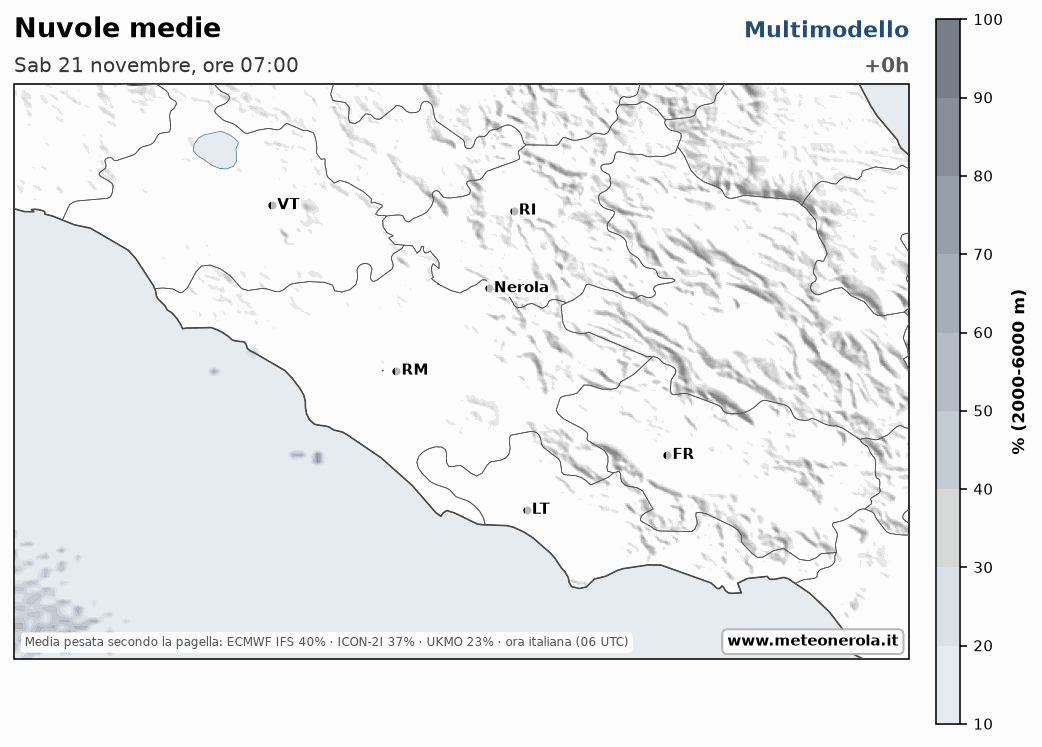 Nuvole medie
Multimodello
Sab 21 novembre, ore 07:00
+0h
100
90
80
70
60
50
40
30
20
10
% (2000-6000 m)
VT
RI
Nerola
RM
FR
LT
Media pesata secondo la pagella: ECMWF IFS 40% · ICON-2I 37% · UKMO 23% · ora italiana (06 UTC)
www.meteonerola.it